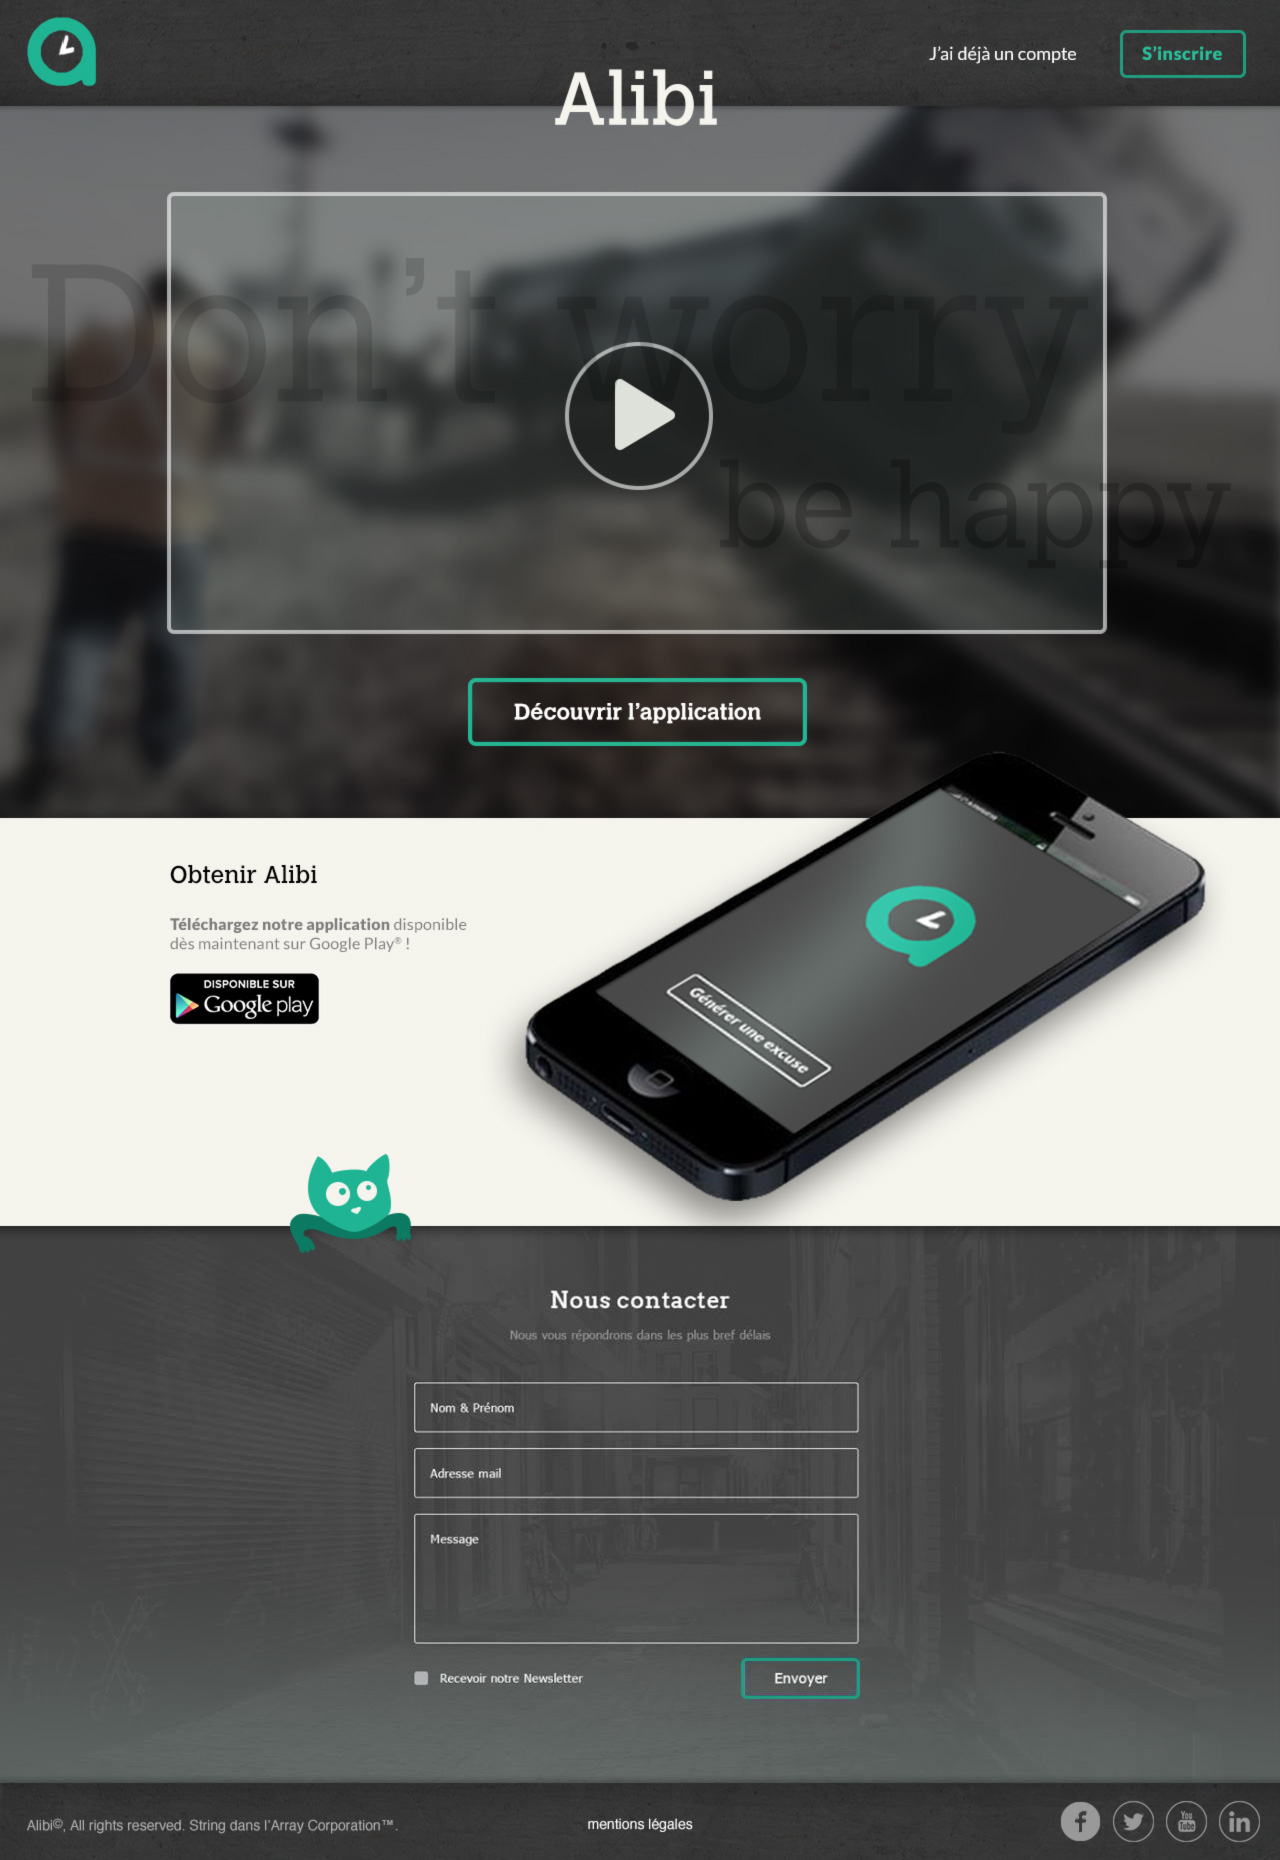 J'ai déjà un compte
S'inscrire
Alibi
Don't worry
be happy
Découvrir l'application
Obtenir Alibi
Téléchargez notre application disponible
dès maintenant sur Google Play® !
DISPONIBLE SUR
Google play
Générer une excuse
Nous contacter
Nous vous répondrons dans les plus bref délais
Nom & Prénom
Adresse mail
Message
Recevoir notre Newsletter
Envoyer
Alibi©, All rights reserved. String dans l'Array Corporation™.
mentions légales
f
You
Tube
in